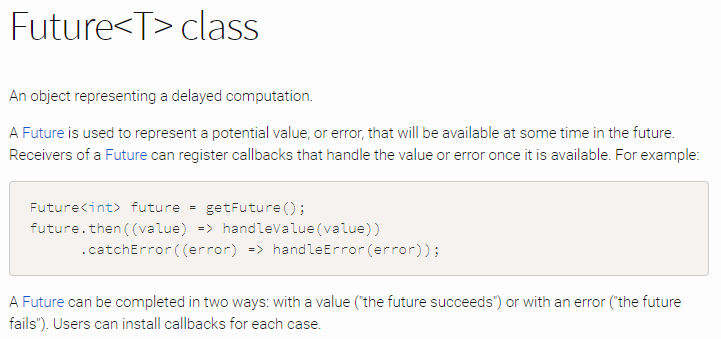 Future<T> class
An object representing a delayed computation.
A Future is used to represent a potential value, or error, that will be available at some time in the future.
Receivers of a Future can register callbacks that handle the value or error once it is available. For example:
Future<int> future = getFuture();
future.then((value) => handleValue(value))
      .catchError((error) => handleError(error));
A Future can be completed in two ways: with a value ("the future succeeds") or with an error ("the future
fails"). Users can install callbacks for each case.